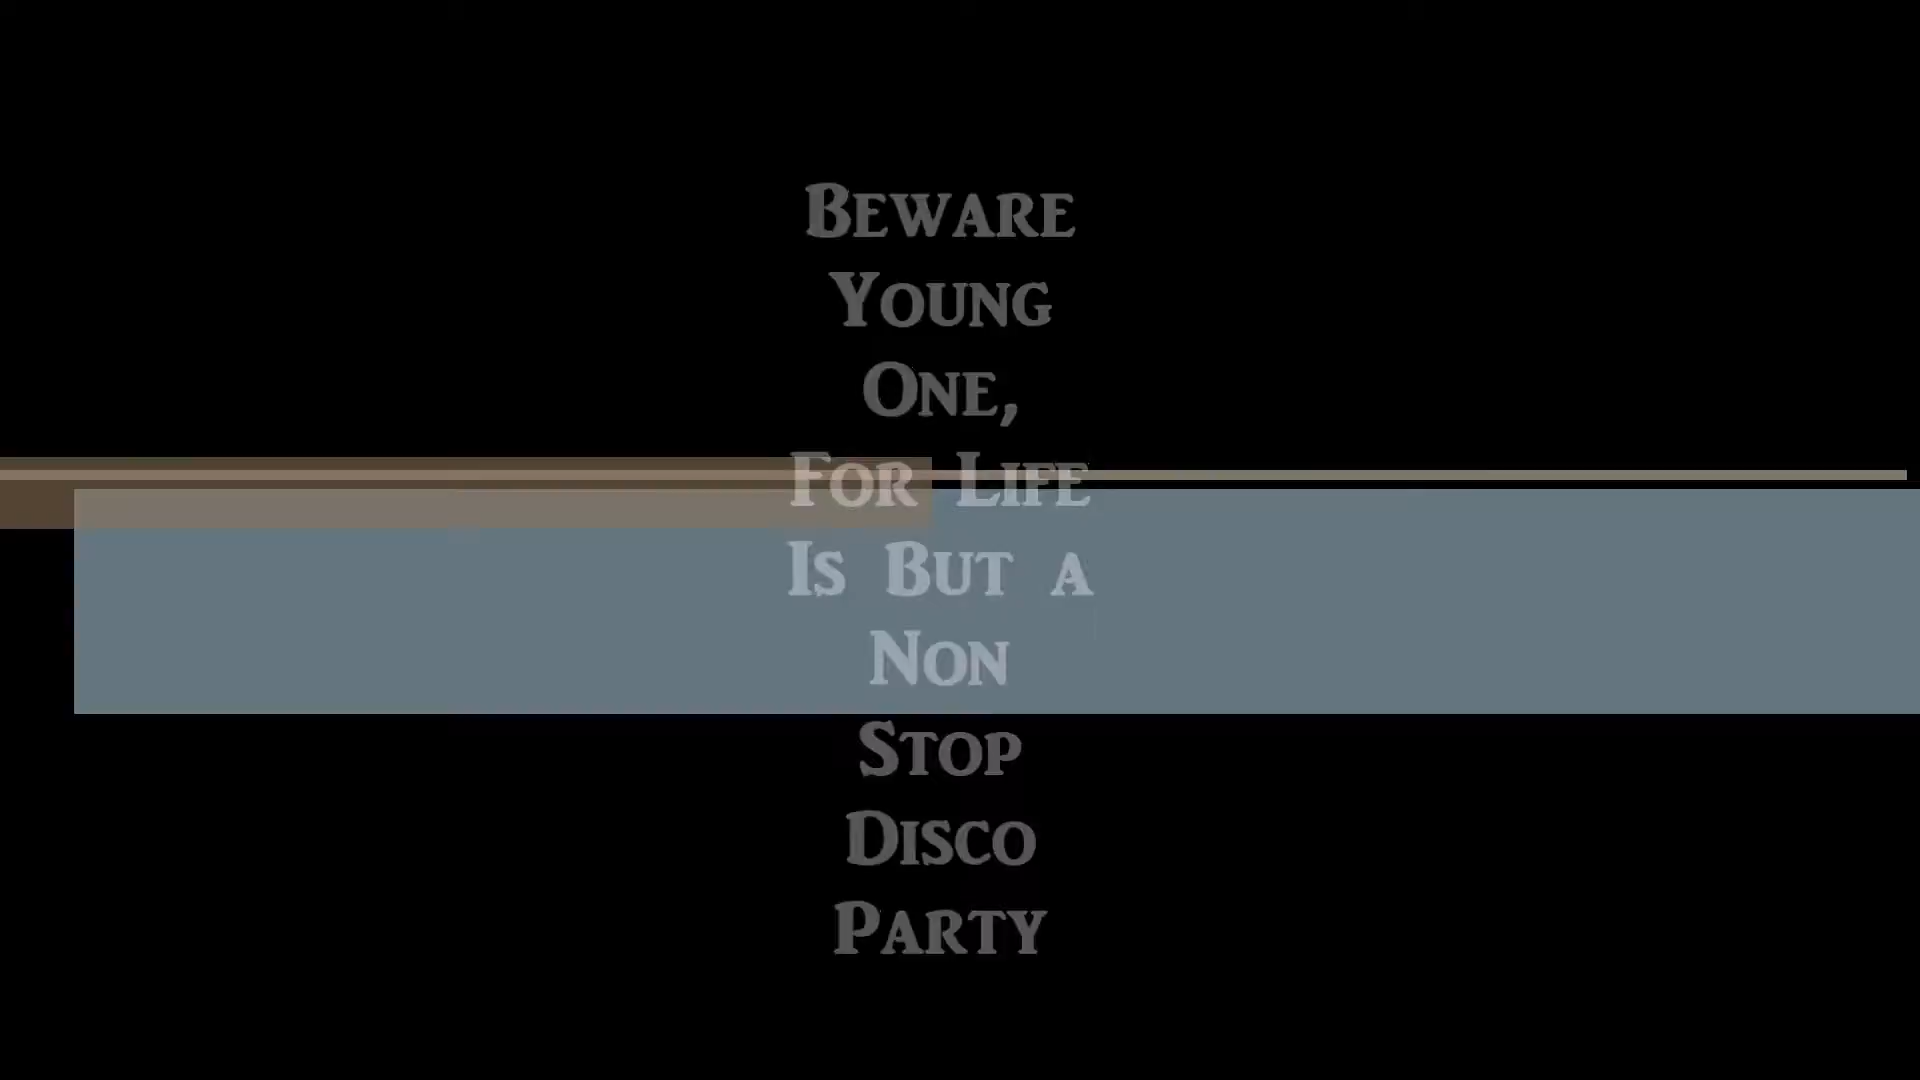 Beware
Young
One,
For Life
Is But a
Non
Stop
Disco
Party